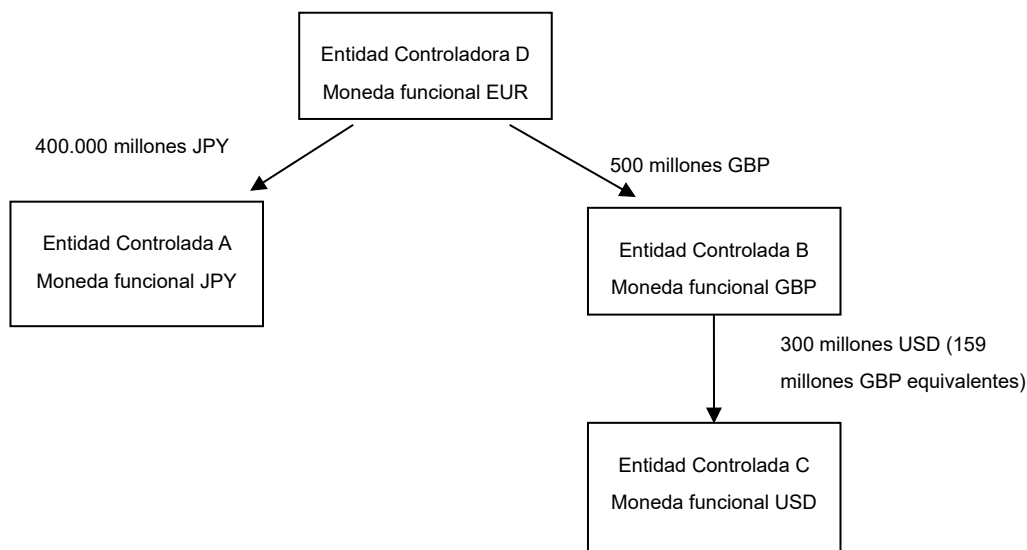 Entidad Controladora D
Moneda funcional EUR
400.000 millones JPY
500 millones GBP
Entidad Controlada A
Moneda funcional JPY
Entidad Controlada B
Moneda funcional GBP
300 millones USD (159
millones GBP equivalentes)
Entidad Controlada C
Moneda funcional USD